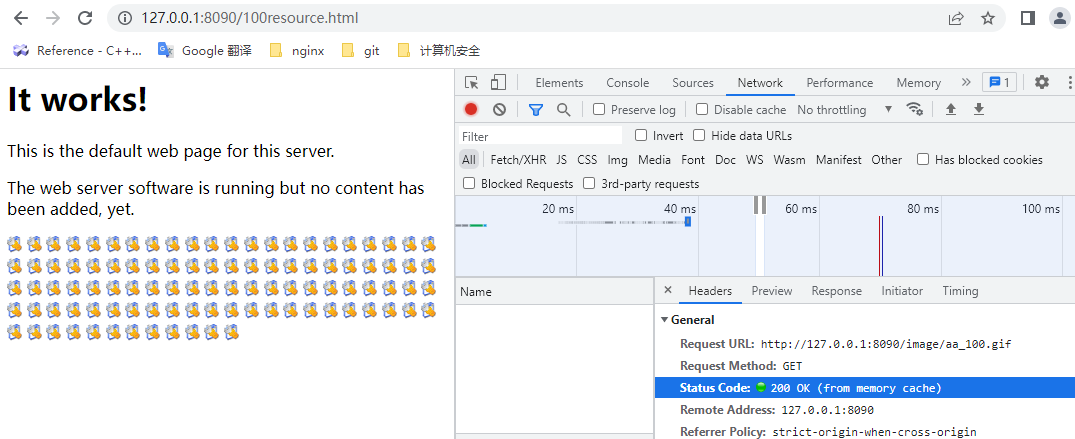 127.0.0.1:8090/100resource.html
Reference - C++... Google 翻译 nginx git 计算机安全
It works!
This is the default web page for this server.
The web server software is running but no content has
been added, yet.
Elements Console Sources Network Performance Memory » 1
Preserve log Disable cache No throttling
Filter Invert Hide data URLs
All Fetch/XHR JS CSS Img Media Font Doc WS Wasm Manifest Other Has blocked cookies
Blocked Requests 3rd-party requests
20 ms 40 ms 60 ms 80 ms 100 ms
Name × Headers Preview Response Initiator Timing
General
Request URL: http://127.0.0.1:8090/image/aa_100.gif
Request Method: GET
Status Code: 200 OK (from memory cache)
Remote Address: 127.0.0.1:8090
Referrer Policy: strict-origin-when-cross-origin